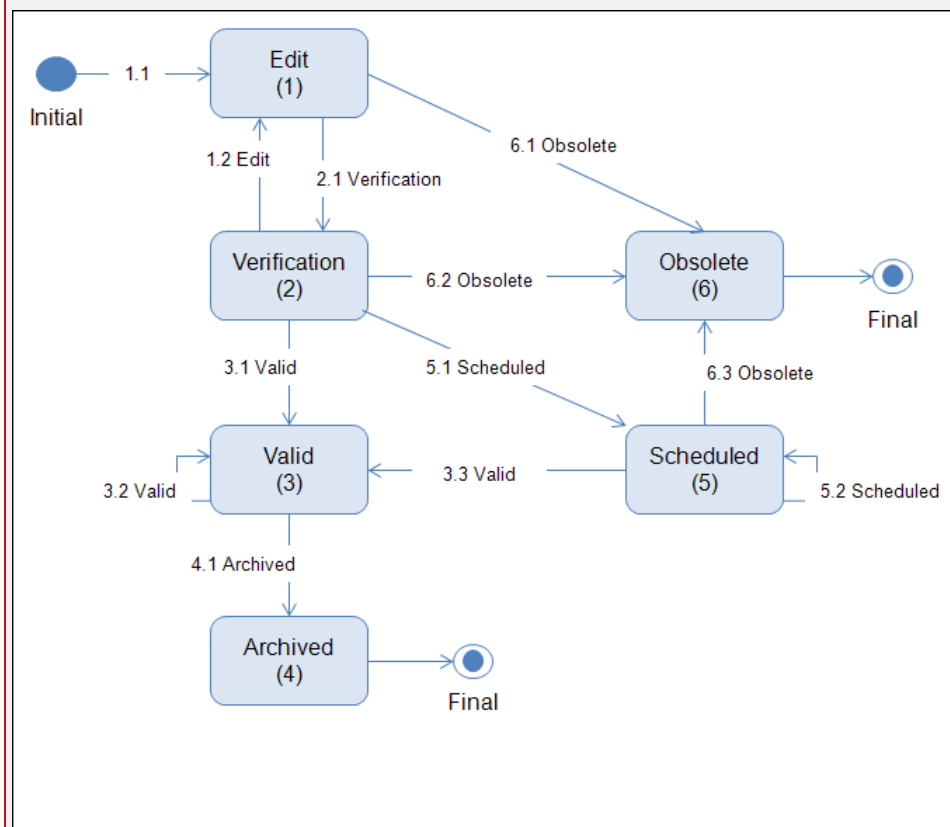 Edit
(1)
1.1
Initial
1.2 Edit
2.1 Verification
6.1 Obsolete
Verification
(2)
6.2 Obsolete
Obsolete
(6)
Final
3.1 Valid
5.1 Scheduled
6.3 Obsolete
Valid
(3)
3.2 Valid
3.3 Valid
Scheduled
(5)
5.2 Scheduled
4.1 Archived
Archived
(4)
Final